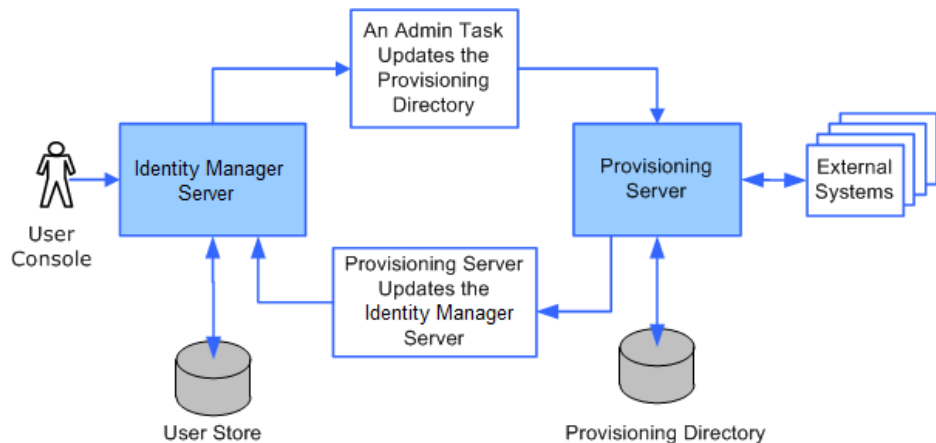 An Admin Task
Updates the
Provisioning
Directory
Identity Manager
Server
Provisioning
Server
External
Systems
User
Console
Provisioning Server
Updates the
Identity Manager
Server
User Store
Provisioning Directory